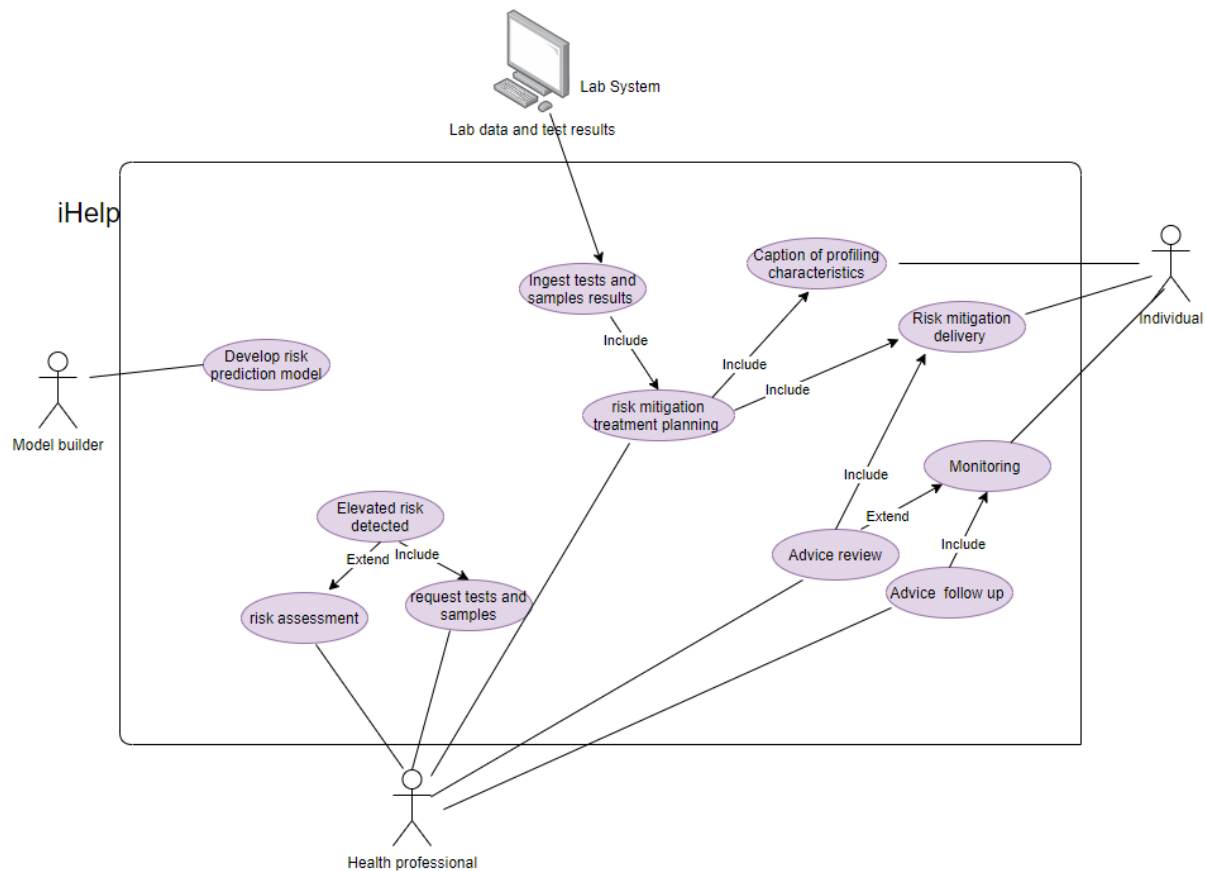 Lab System
Lab data and test results
iHelp
Caption of profiling
characteristics
Ingest tests and
samples results
Individual
Risk mitigation
delivery
Include
Develop risk
prediction model
Include
Include
risk mitigation
treatment planning
Model builder
Include
Monitoring
Elevated risk
detected
Extend
Include
Extend
Include
Advice review
Advice  follow up
request tests and
samples
risk assessment
Health professional